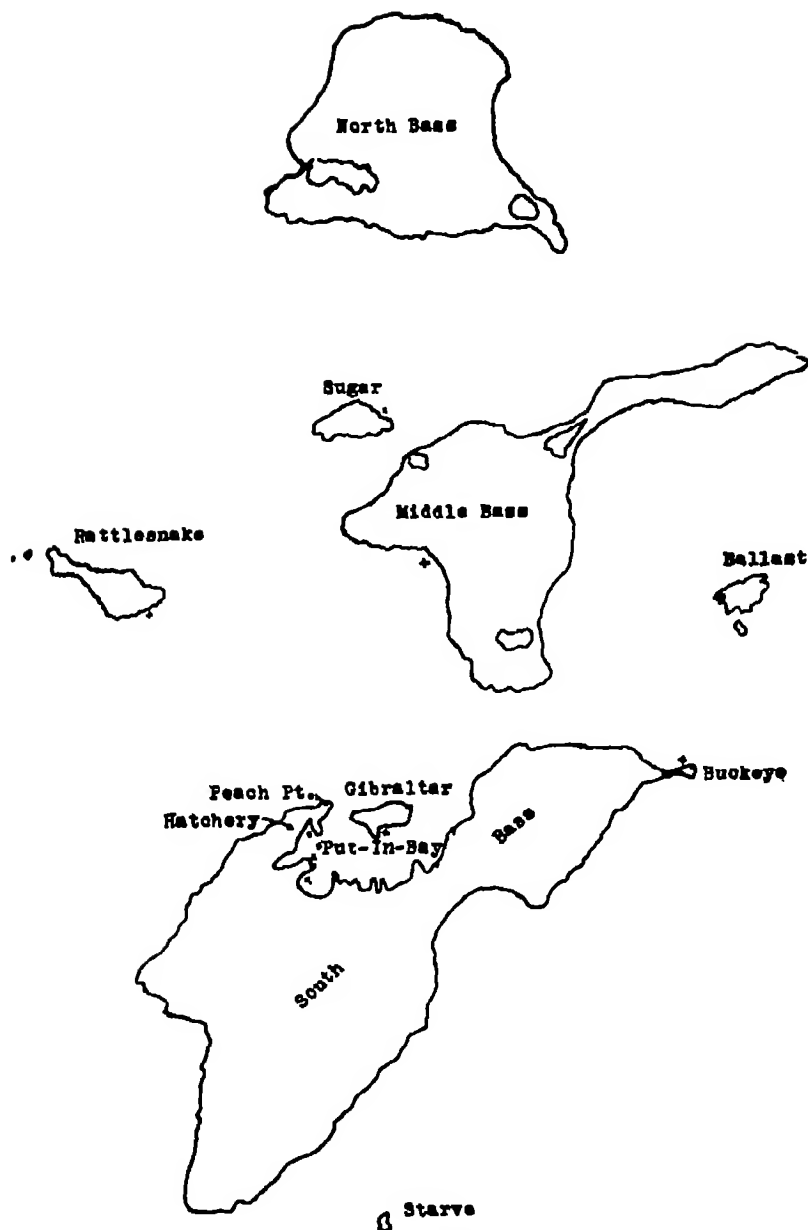 North Bass
Sugar
Middle Bass
Rattlesnake
Ballast
Buckeye
Peach Pt.
Gibraltar
Hatchery
Put-In-Bay
South Bass
Starve